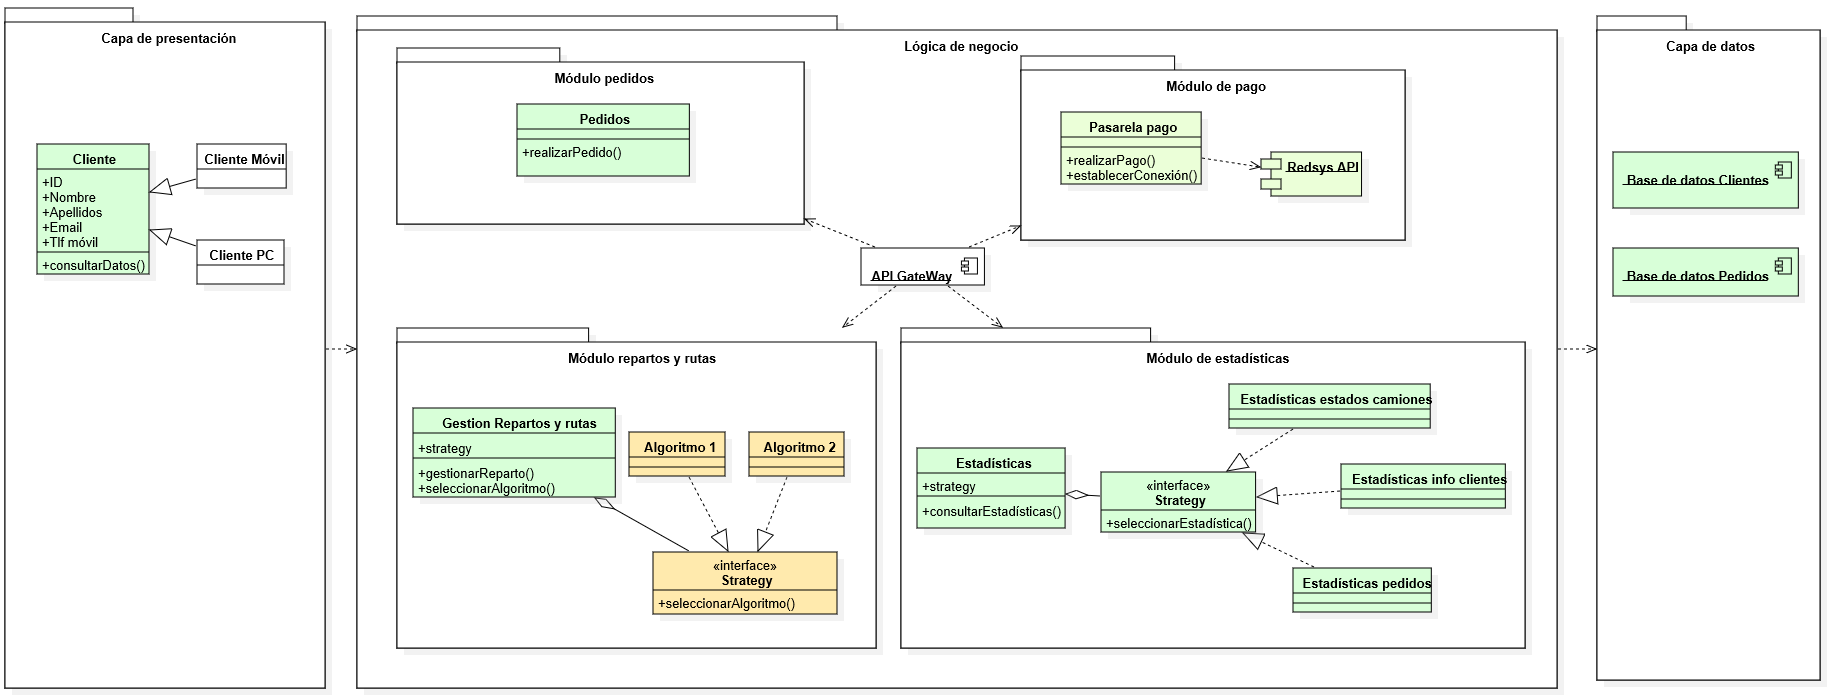 Capa de presentación
Cliente
+ID
+Nombre
+Apellidos
+Email
+Tlf móvil
+consultarDatos()
Cliente Móvil
Cliente PC
Lógica de negocio
Módulo pedidos
Pedidos
+realizarPedido()
Módulo de pago
Pasarela pago
+realizarPago()
+establecerConexión()
Redsys API
API GateWay
Módulo repartos y rutas
Gestion Repartos y rutas
+strategy
+gestionarReparto()
+seleccionarAlgoritmo()
Algoritmo 1
Algoritmo 2
«interface»
Strategy
+seleccionarAlgoritmo()
Módulo de estadísticas
Estadísticas
+strategy
+consultarEstadísticas()
«interface»
Strategy
+seleccionarEstadística()
Estadísticas estados camiones
Estadísticas info clientes
Estadísticas pedidos
Capa de datos
Base de datos Clientes
Base de datos Pedidos